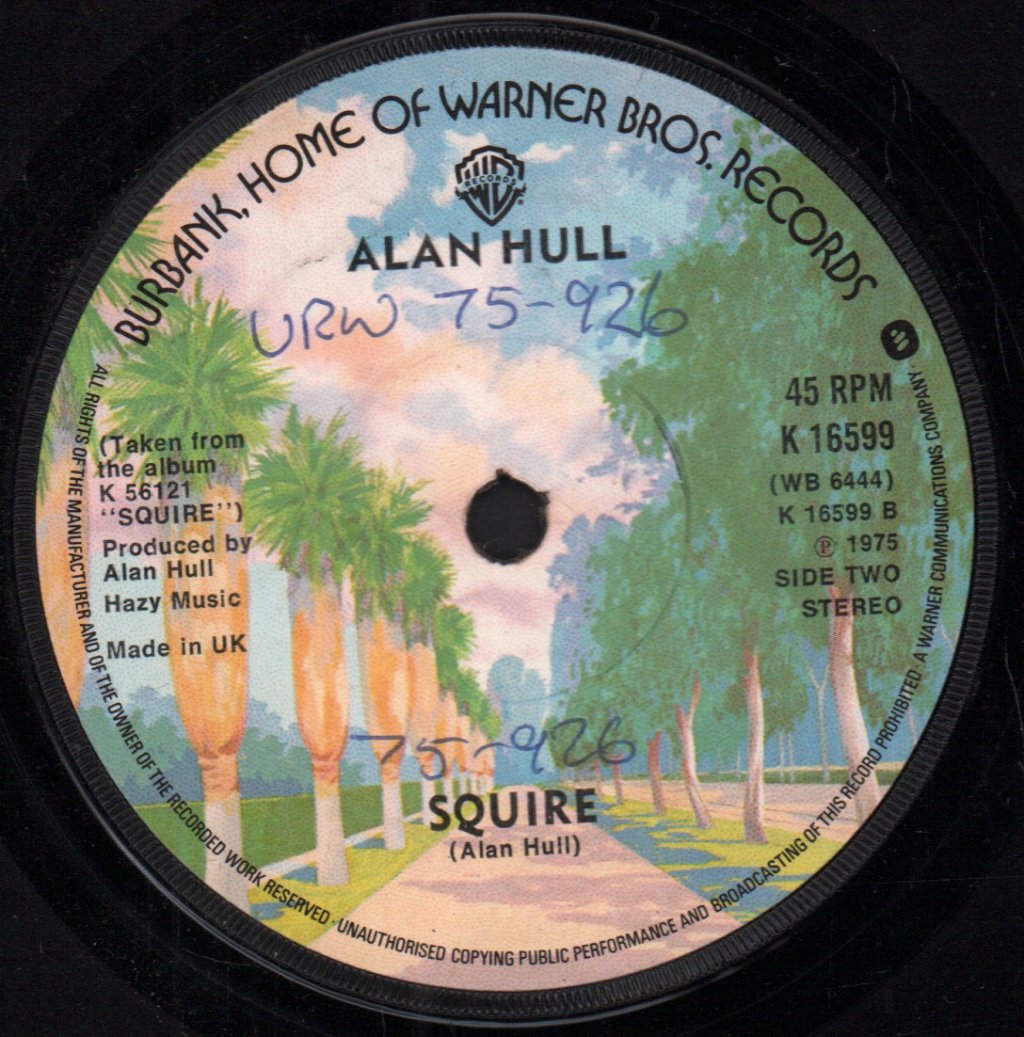 BURBANK, HOME OF WARNER BROS. RECORDS
WB
RECORDS
®
ALAN HULL
URW 75-926
45 RPM
K 16599
(WB 6444)
K 16599 B
℗ 1975
SIDE TWO
STEREO
(Taken from
the album
K 56121
“SQUIRE”)
Produced by
Alan Hull
Hazy Music
Made in UK
75-926
SQUIRE
(Alan Hull)
ALL RIGHTS OF THE MANUFACTURER AND OF THE OWNER OF THE RECORDED WORK RESERVED · UNAUTHORISED COPYING PUBLIC PERFORMANCE AND BROADCASTING OF THIS RECORD PROHIBITED · A WARNER COMMUNICATIONS COMPANY